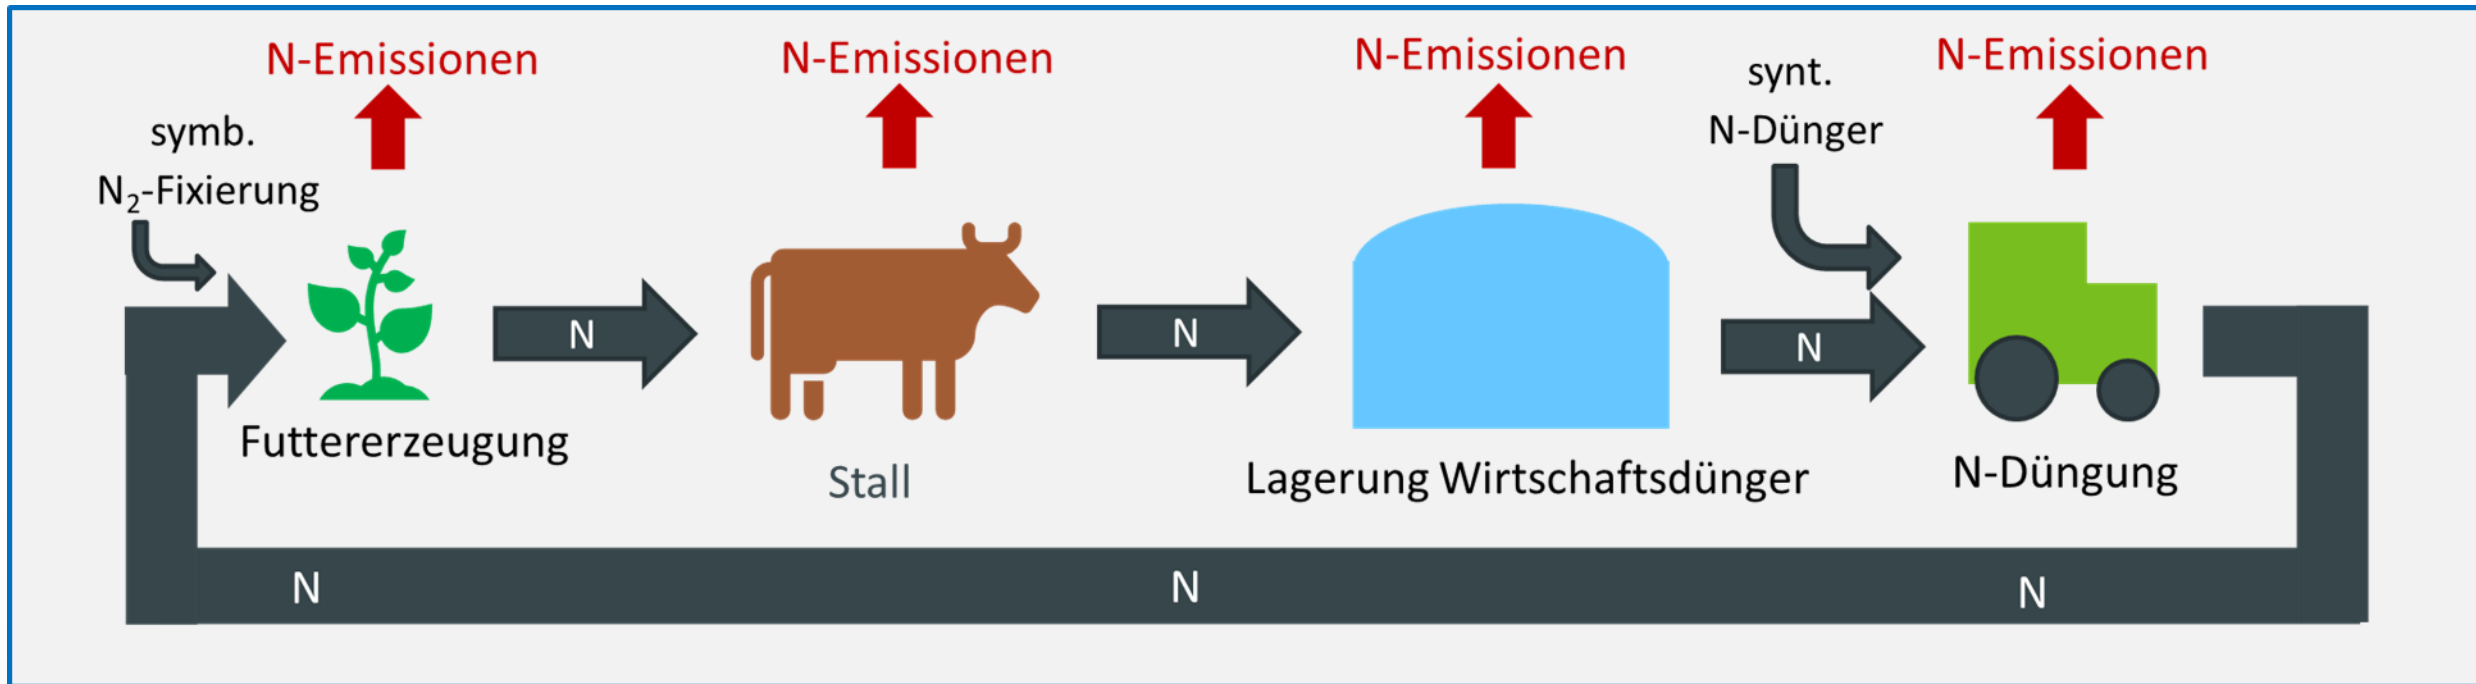 N-Emissionen
N-Emissionen
N-Emissionen
N-Emissionen
symb.
N₂-Fixierung
synt.
N-Dünger
N
N
N
Futtererzeugung
Stall
Lagerung Wirtschaftsdünger
N-Düngung
N
N
N